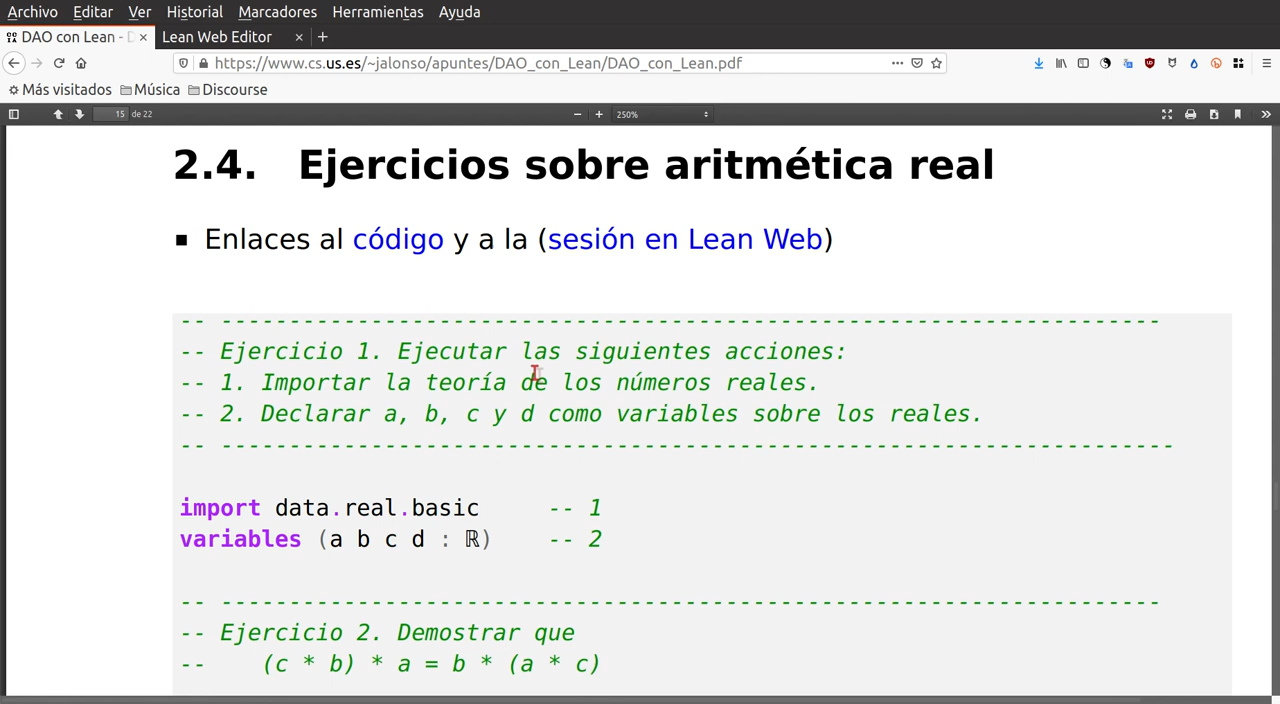 Archivo Editar Ver Historial Marcadores Herramientas Ayuda
DAO con Lean - D × Lean Web Editor × +
https://www.cs.us.es/~jalonso/apuntes/DAO_con_Lean/DAO_con_Lean.pdf
Más visitados Música Discourse
15 de 22 250%
2.4. Ejercicios sobre aritmética real
■ Enlaces al código y a la (sesión en Lean Web)
-- ---------------------------------------------------------------------
-- Ejercicio 1. Ejecutar las siguientes acciones:
-- 1. Importar la teoría de los números reales.
-- 2. Declarar a, b, c y d como variables sobre los reales.
-- ----------------------------------------------------------------------
import data.real.basic -- 1
variables (a b c d : ℝ) -- 2
-- ---------------------------------------------------------------------
-- Ejercicio 2. Demostrar que
-- (c * b) * a = b * (a * c)